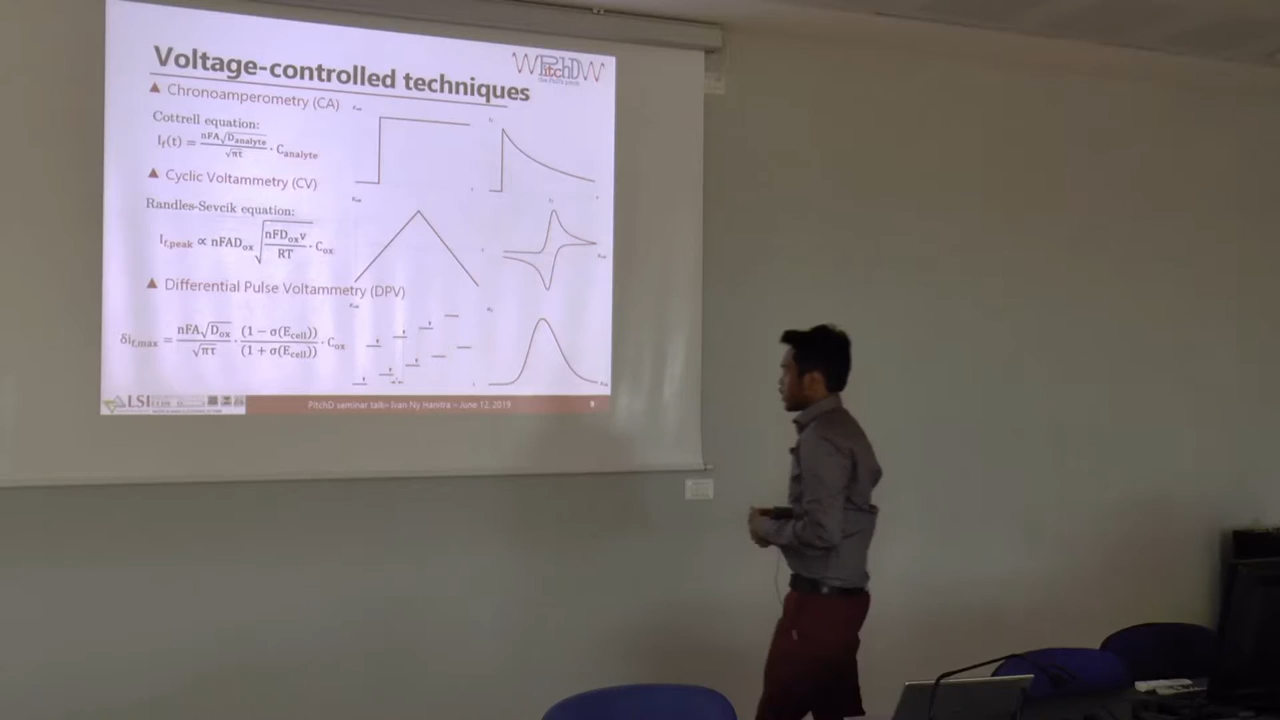 Voltage-controlled techniques
WPitchDW
▲ Chronoamperometry (CA)
Cottrell equation:
I_f(t) = nFA√D_analyte / √πt · C_analyte
▲ Cyclic Voltammetry (CV)
Randles-Sevcik equation:
I_f,peak ∝ nFAD_ox √(nFD_ox v / RT) · C_ox
▲ Differential Pulse Voltammetry (DPV)
δi_f,max = nFA√D_ox / √πτ · (1 − σ(E_cell)) / (1 + σ(E_cell)) · C_ox
LSI
PitchD seminar talk– Ivan Ny Hanitra – June 12, 2019